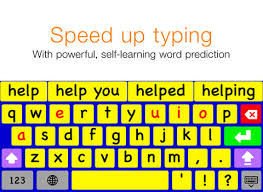 Speed up typing
With powerful, self-learning word prediction
help help you helped helping
q w e r t y u i o p
a s d f g h j k l
z x c v b n m , .
123 ' ! ?